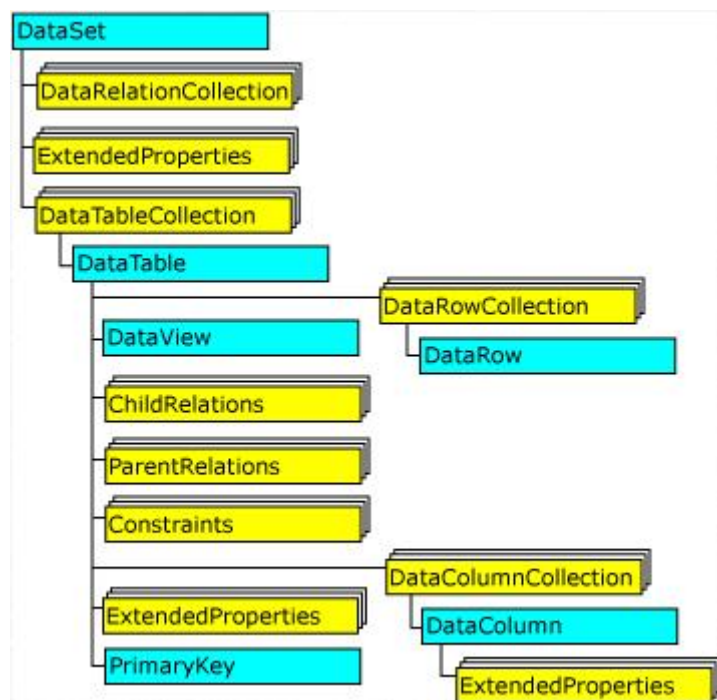 DataSet
DataRelationCollection
ExtendedProperties
DataTableCollection
DataTable
DataRowCollection
DataView
DataRow
ChildRelations
ParentRelations
Constraints
DataColumnCollection
ExtendedProperties
DataColumn
PrimaryKey
ExtendedProperties